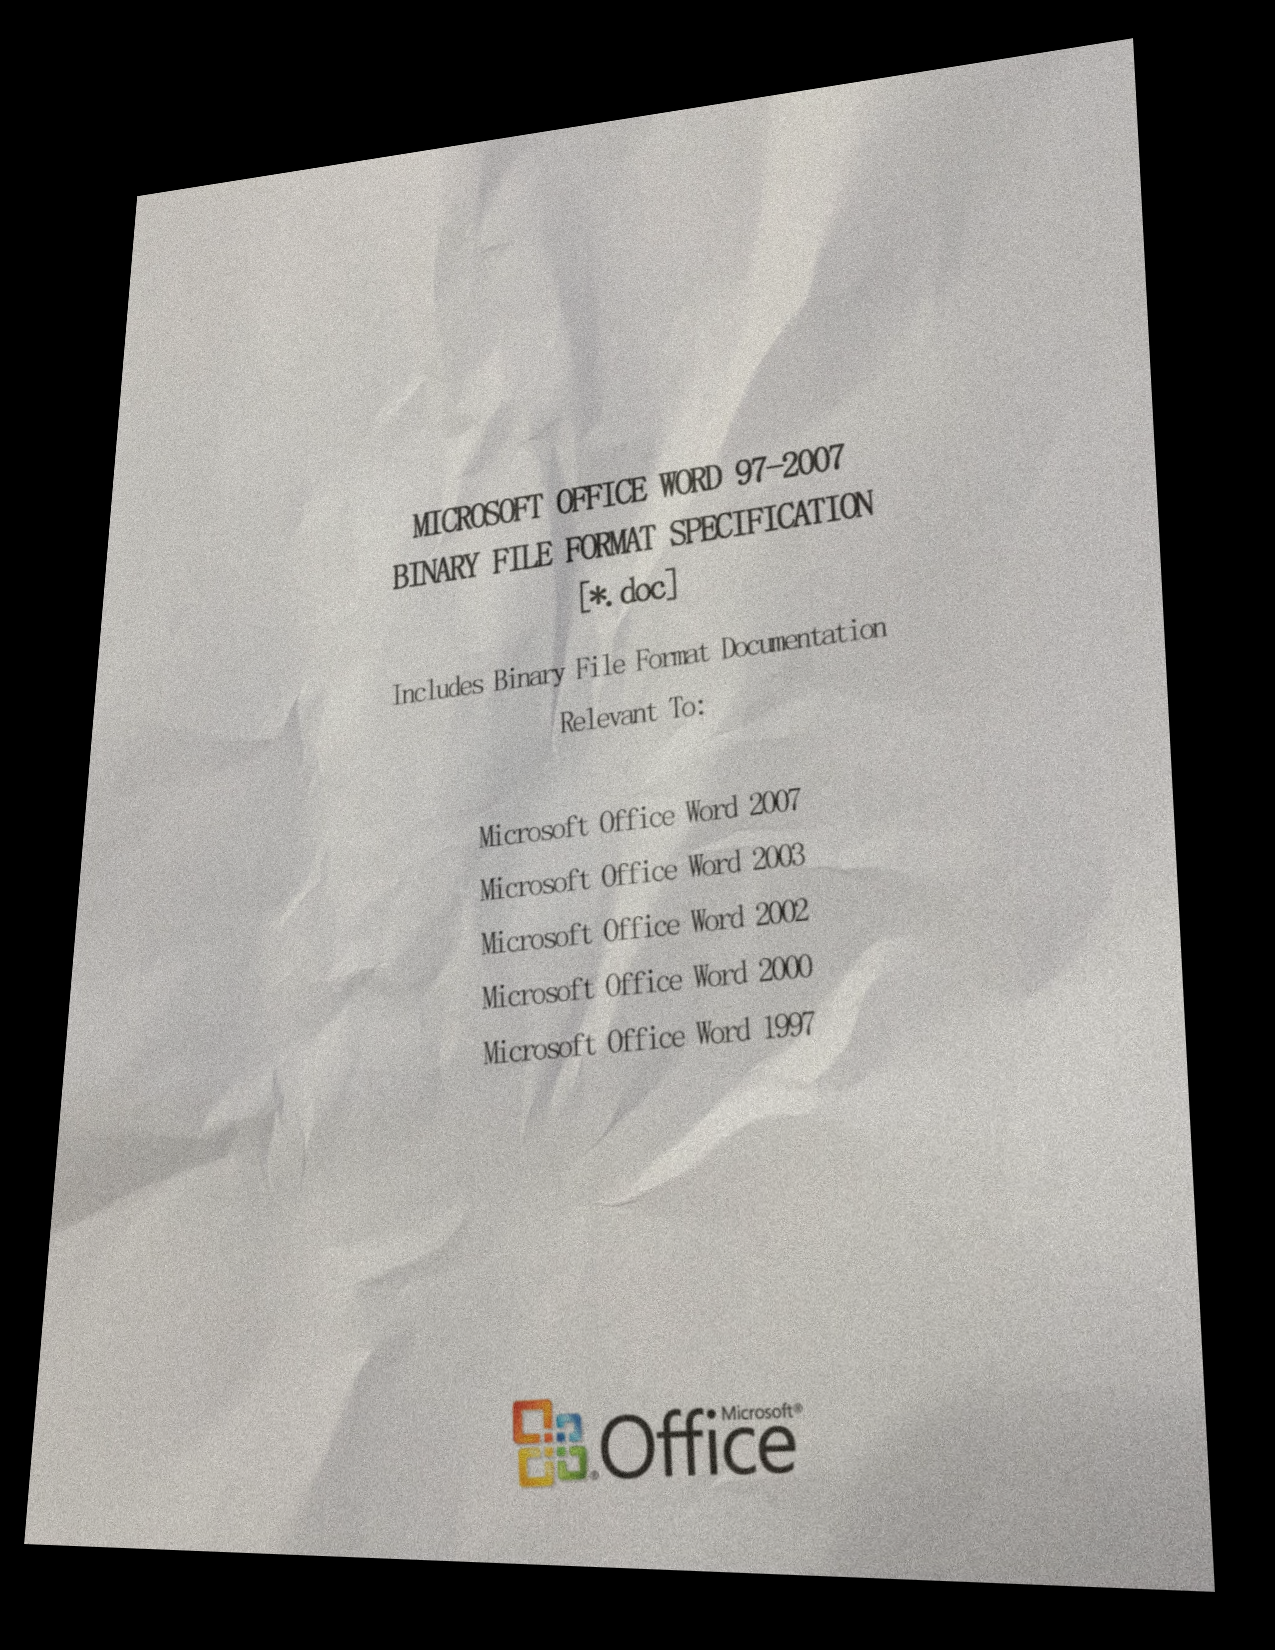 MICROSOFT OFFICE WORD 97-2007
BINARY FILE FORMAT SPECIFICATION
[*.doc]
Includes Binary File Format Documentation
Relevant To:
Microsoft Office Word 2007
Microsoft Office Word 2003
Microsoft Office Word 2002
Microsoft Office Word 2000
Microsoft Office Word 1997
Microsoft®
® Office